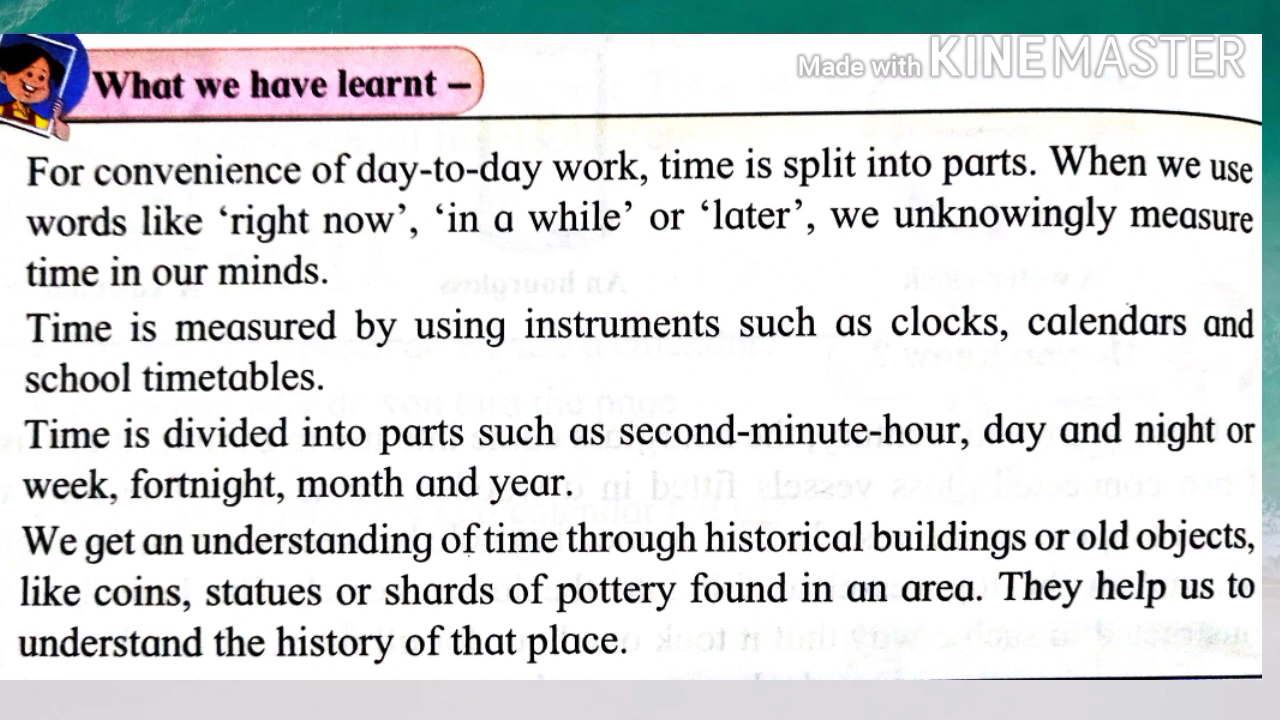 Made with KINEMASTER
What we have learnt –
For convenience of day-to-day work, time is split into parts. When we use
words like ‘right now’, ‘in a while’ or ‘later’, we unknowingly measure
time in our minds.
Time is measured by using instruments such as clocks, calendars and
school timetables.
Time is divided into parts such as second-minute-hour, day and night or
week, fortnight, month and year.
We get an understanding of time through historical buildings or old objects,
like coins, statues or shards of pottery found in an area. They help us to
understand the history of that place.